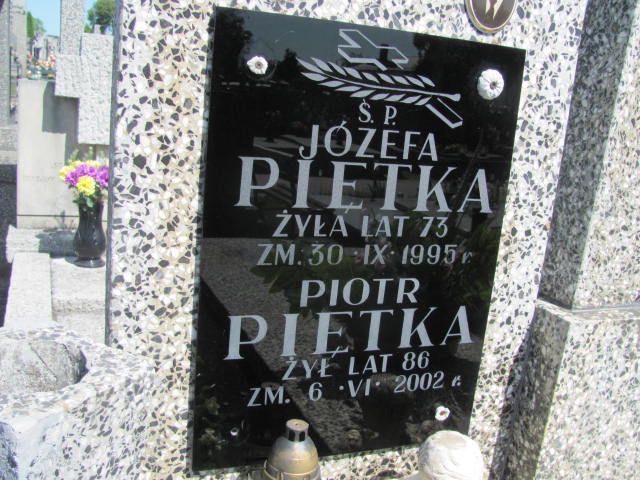 Ś. P.
JÓZEFA
PIĘTKA
ŻYŁA LAT 73
ZM. 30 · IX · 1995 r.
PIOTR
PIĘTKA
ŻYŁ LAT 86
ZM. 6 · VI · 2002 r.